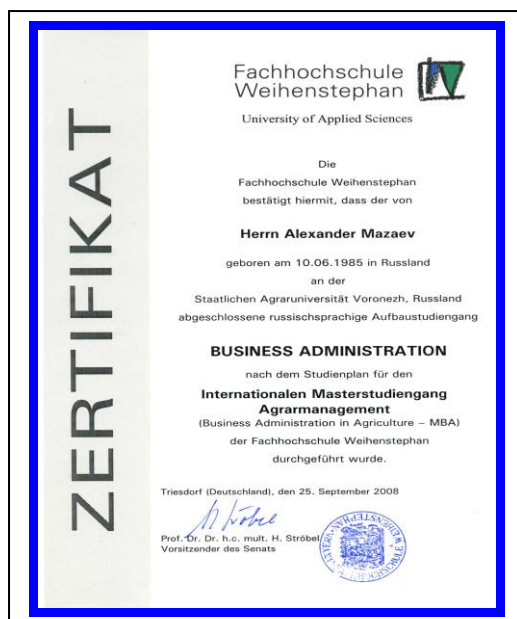 ZERTIFIKAT
Fachhochschule
Weihenstephan
University of Applied Sciences
Die
Fachhochschule Weihenstephan
bestätigt hiermit, dass der von
Herrn Alexander Mazaev
geboren am 10.06.1985 in Russland
an der
Staatlichen Agraruniversität Voronezh, Russland
abgeschlossene russischsprachige Aufbaustudiengang
BUSINESS ADMINISTRATION
nach dem Studienplan für den
Internationalen Masterstudiengang
Agrarmanagement
(Business Administration in Agriculture – MBA)
der Fachhochschule Weihenstephan
durchgeführt wurde.
Triesdorf (Deutschland), den 25. September 2008
Prof. Dr. Dr. h.c. mult. H. Ströbel
Vorsitzender des Senats